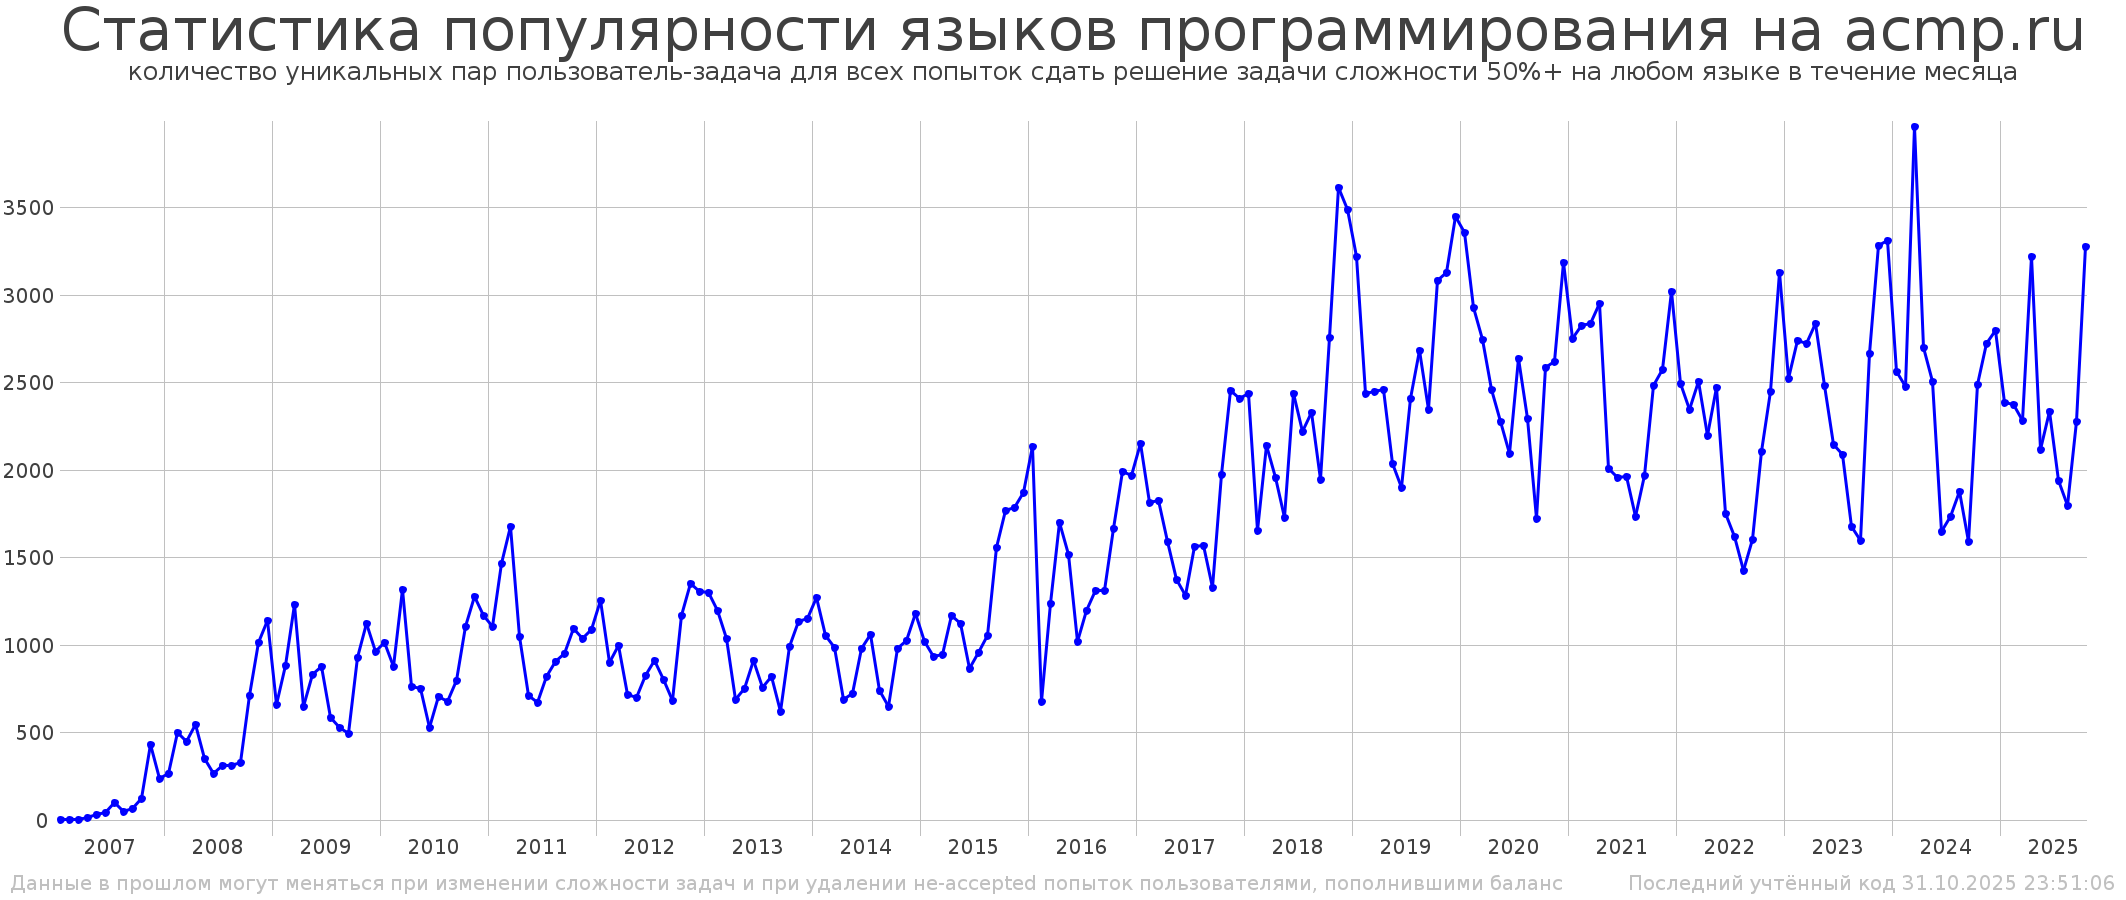 Статистика популярности языков программирования на acmp.ru
количество уникальных пар пользователь-задача для всех попыток сдать решение задачи сложности 50%+ на любом языке в течение месяца
3500
3000
2500
2000
1500
1000
500
0
2007 2008 2009 2010 2011 2012 2013 2014 2015 2016 2017 2018 2019 2020 2021 2022 2023 2024 2025
Данные в прошлом могут меняться при изменении сложности задач и при удалении не-accepted попыток пользователями, пополнившими баланс Последний учтённый код 31.10.2025 23:51:06